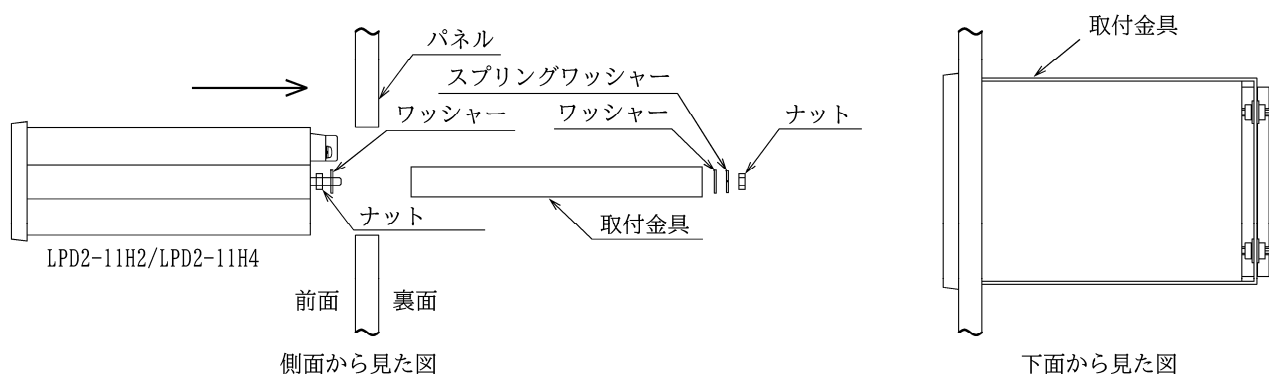 パネル
スプリングワッシャー
ワッシャー
ワッシャー
ナット
ナット
取付金具
LPD2-11H2/LPD2-11H4
前面
裏面
側面から見た図
取付金具
下面から見た図